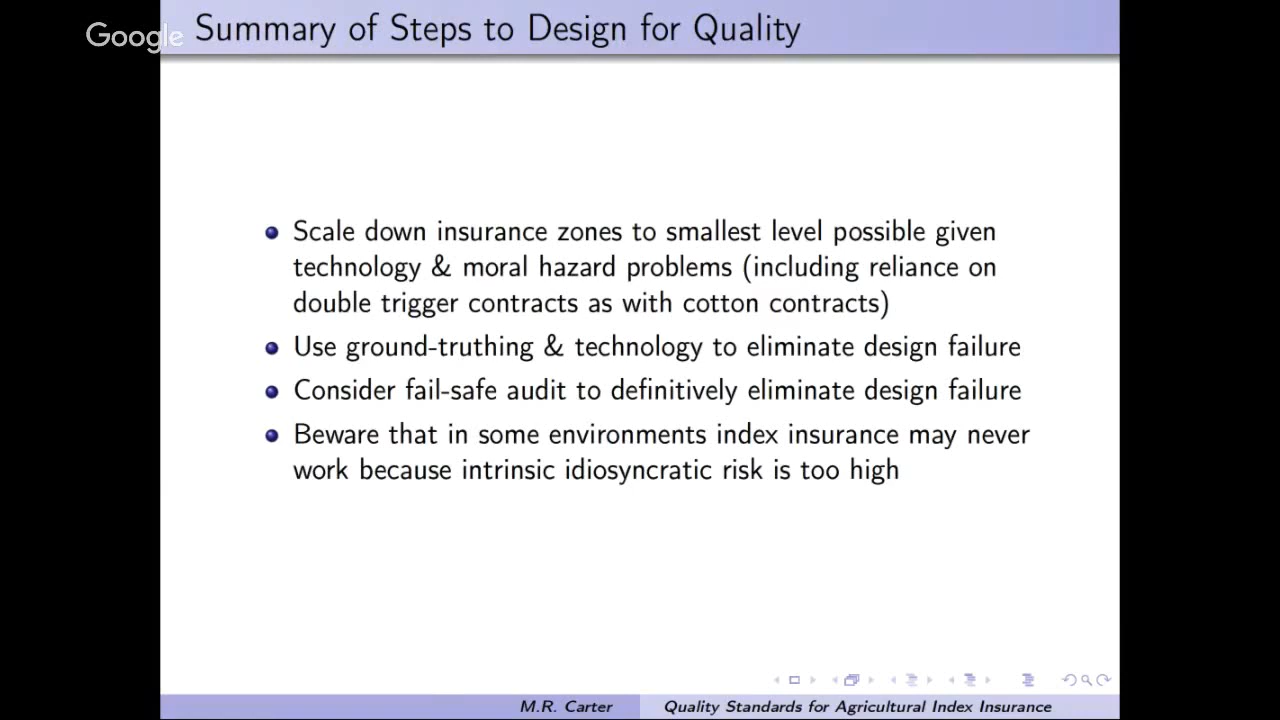 Google
Summary of Steps to Design for Quality
Scale down insurance zones to smallest level possible given
technology & moral hazard problems (including reliance on
double trigger contracts as with cotton contracts)
Use ground-truthing & technology to eliminate design failure
Consider fail-safe audit to definitively eliminate design failure
Beware that in some environments index insurance may never
work because intrinsic idiosyncratic risk is too high
M.R. Carter
Quality Standards for Agricultural Index Insurance